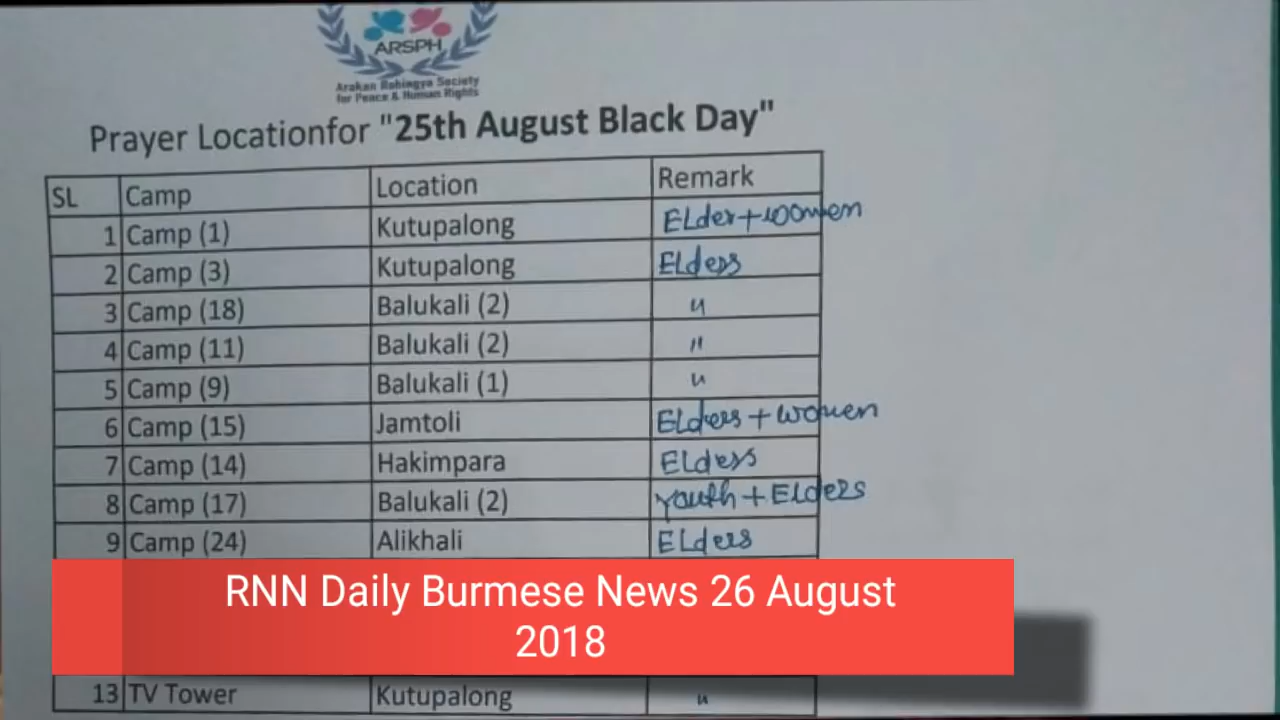 ARSPH
Arakan Rohingya Society
for Peace & Human Rights
Prayer Locationfor "25th August Black Day"
SL Camp Location Remark
1 Camp (1) Kutupalong Elder+women
2 Camp (3) Kutupalong Elders
3 Camp (18) Balukali (2) "
4 Camp (11) Balukali (2) "
5 Camp (9) Balukali (1) "
6 Camp (15) Jamtoli Elders + women
7 Camp (14) Hakimpara Elders
8 Camp (17) Balukali (2) Youth + Elders
9 Camp (24) Alikhali Elders
RNN Daily Burmese News 26 August
2018
13 TV Tower Kutupalong "